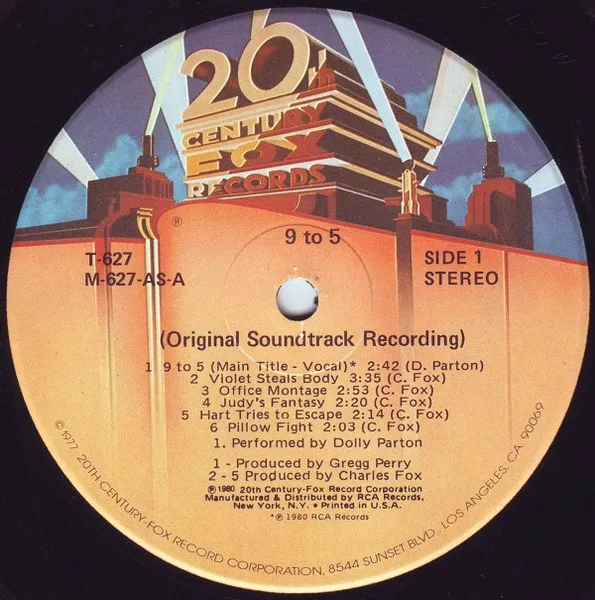 20th
CENTURY
FOX
RECORDS
®
9 to 5
T-627
M-627-AS-A
SIDE 1
STEREO
(Original Soundtrack Recording)
1 9 to 5 (Main Title - Vocal)* 2:42 (D. Parton)
2 Violet Steals Body 3:35 (C. Fox)
3 Office Montage 2:53 (C. Fox)
4 Judy's Fantasy 2:20 (C. Fox)
5 Hart Tries to Escape 2:14 (C. Fox)
6 Pillow Fight 2:03 (C. Fox)
1. Performed by Dolly Parton
1 - Produced by Gregg Perry
2 - 5 Produced by Charles Fox
℗1980 20th Century-Fox Record Corporation
Manufactured & Distributed by RCA Records,
New York, N.Y. • Printed in U.S.A.
*℗ 1980 RCA Records
©1977 20TH CENTURY-FOX RECORD CORPORATION, 8544 SUNSET BLVD., LOS ANGELES, CA 90069